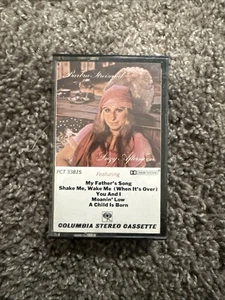 Barbra Streisand
Lazy Afternoon
PCT 33815
Featuring
My Father's Song
Shake Me, Wake Me (When It's Over)
You And I
Moanin' Low
A Child Is Born
COLUMBIA STEREO CASSETTE